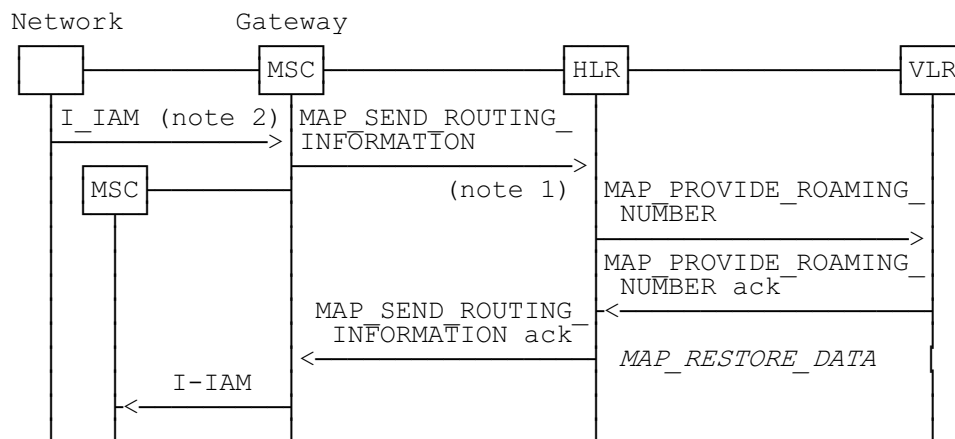 Network Gateway
MSC HLR VLR
I_IAM (note 2) MAP_SEND_ROUTING_
INFORMATION
MSC (note 1) MAP_PROVIDE_ROAMING_
NUMBER
MAP_PROVIDE_ROAMING_
NUMBER ack
MAP_SEND_ROUTING_
INFORMATION ack
MAP_RESTORE_DATA
I-IAM